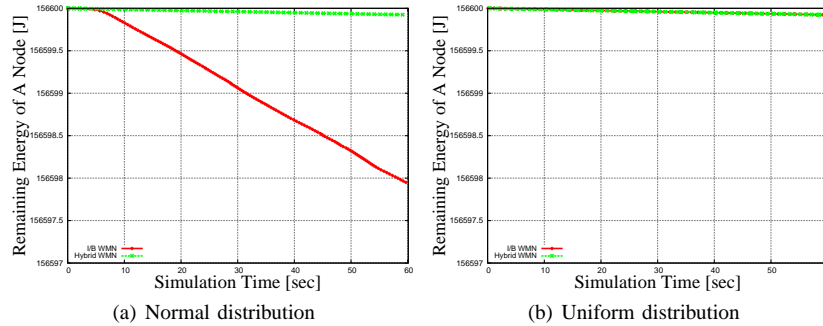 Remaining Energy of A Node [J]
156600
156599.5
156599
156598.5
156598
156597.5
156597
I/B WMN
Hybrid WMN
0 10 20 30 40 50 60
Simulation Time [sec]
(a) Normal distribution
Remaining Energy of A Node [J]
156600
156599.5
156599
156598.5
156598
156597.5
156597
I/B WMN
Hybrid WMN
0 10 20 30 40 50
Simulation Time [sec]
(b) Uniform distribution